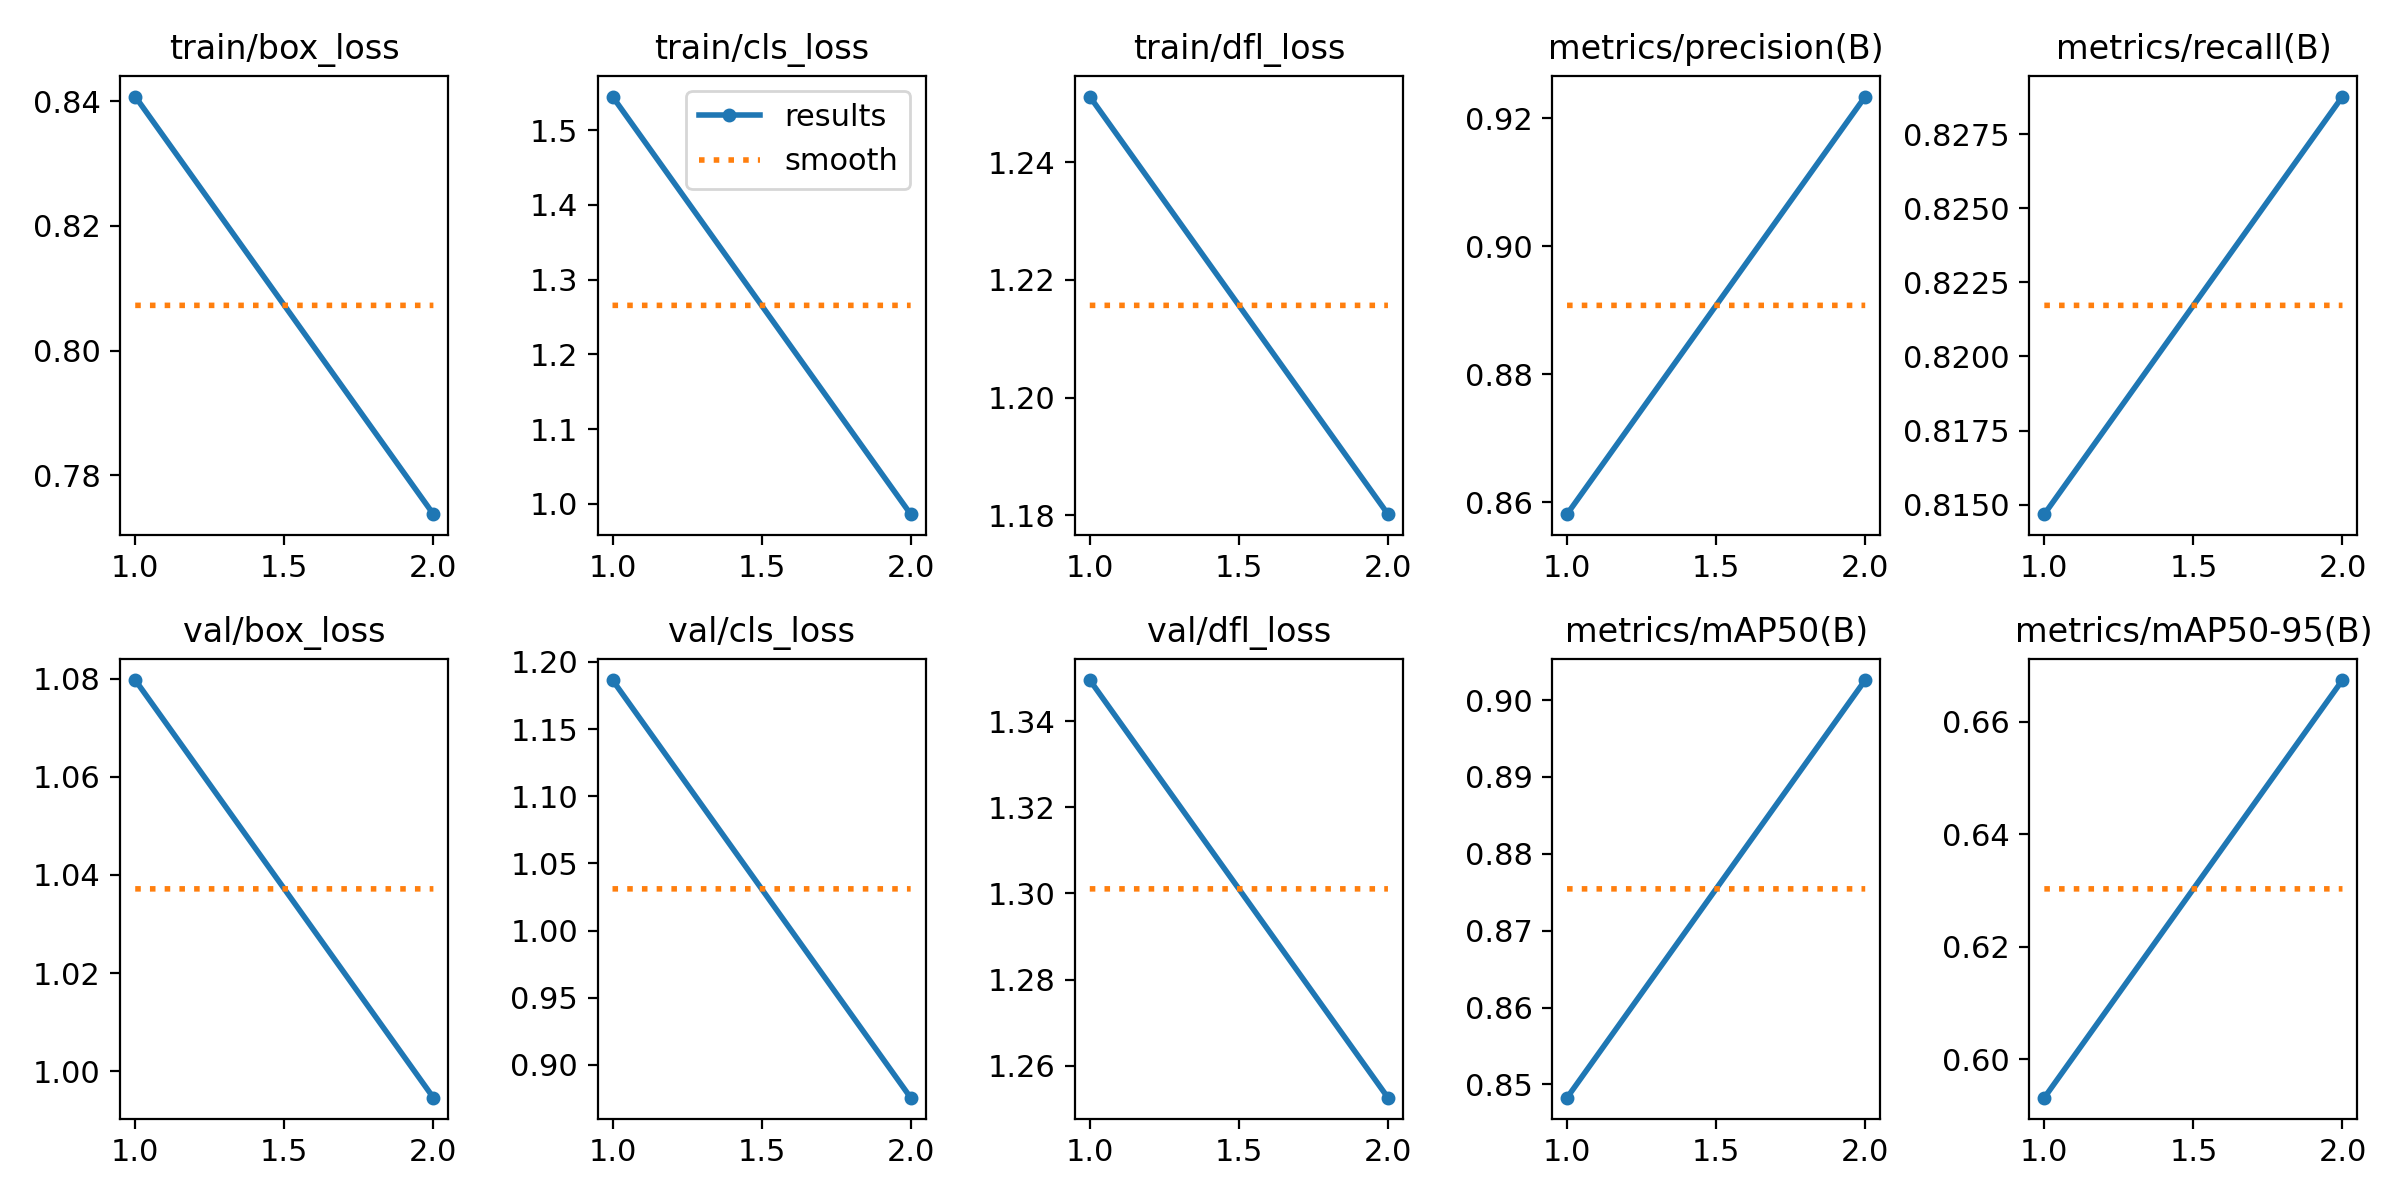 train/box_loss
0.84
0.82
0.80
0.78
1.0 1.5 2.0
train/cls_loss
results
smooth
1.5
1.4
1.3
1.2
1.1
1.0
1.0 1.5 2.0
train/dfl_loss
1.24
1.22
1.20
1.18
1.0 1.5 2.0
metrics/precision(B)
0.92
0.90
0.88
0.86
1.0 1.5 2.0
metrics/recall(B)
0.8275
0.8250
0.8225
0.8200
0.8175
0.8150
1.0 1.5 2.0
val/box_loss
1.08
1.06
1.04
1.02
1.00
1.0 1.5 2.0
val/cls_loss
1.20
1.15
1.10
1.05
1.00
0.95
0.90
1.0 1.5 2.0
val/dfl_loss
1.34
1.32
1.30
1.28
1.26
1.0 1.5 2.0
metrics/mAP50(B)
0.90
0.89
0.88
0.87
0.86
0.85
1.0 1.5 2.0
metrics/mAP50-95(B)
0.66
0.64
0.62
0.60
1.0 1.5 2.0